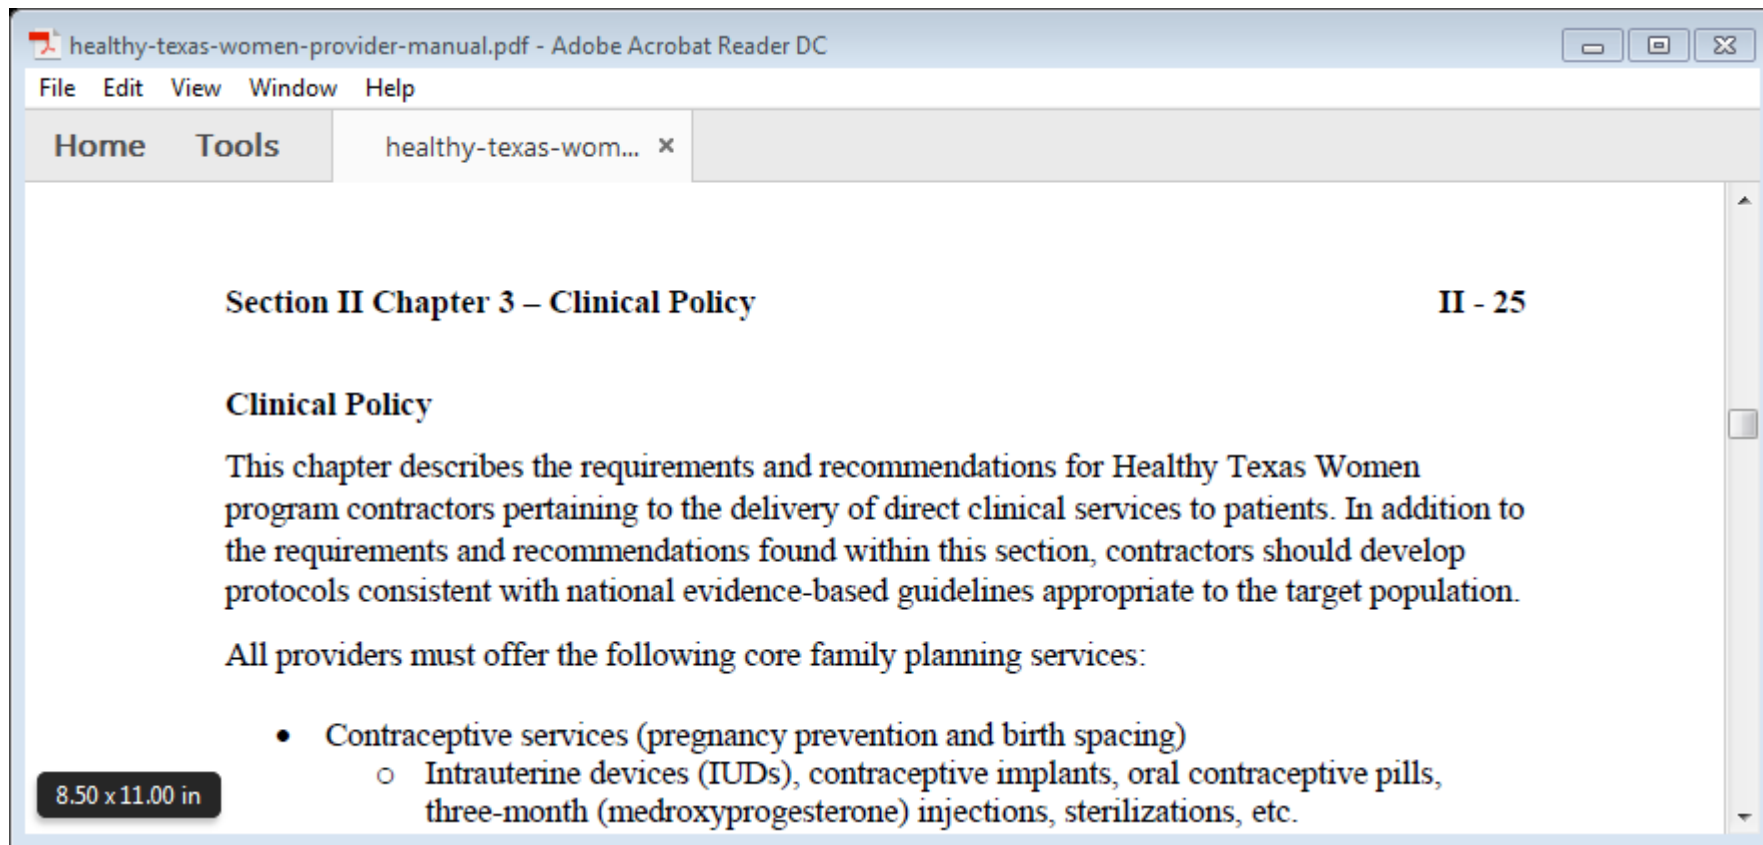 healthy-texas-women-provider-manual.pdf - Adobe Acrobat Reader DC
File Edit View Window Help
Home Tools healthy-texas-wom... ×
Section II Chapter 3 – Clinical Policy II - 25
Clinical Policy
This chapter describes the requirements and recommendations for Healthy Texas Women
program contractors pertaining to the delivery of direct clinical services to patients. In addition to
the requirements and recommendations found within this section, contractors should develop
protocols consistent with national evidence-based guidelines appropriate to the target population.
All providers must offer the following core family planning services:
• Contraceptive services (pregnancy prevention and birth spacing)
o Intrauterine devices (IUDs), contraceptive implants, oral contraceptive pills,
three-month (medroxyprogesterone) injections, sterilizations, etc.
8.50 x 11.00 in